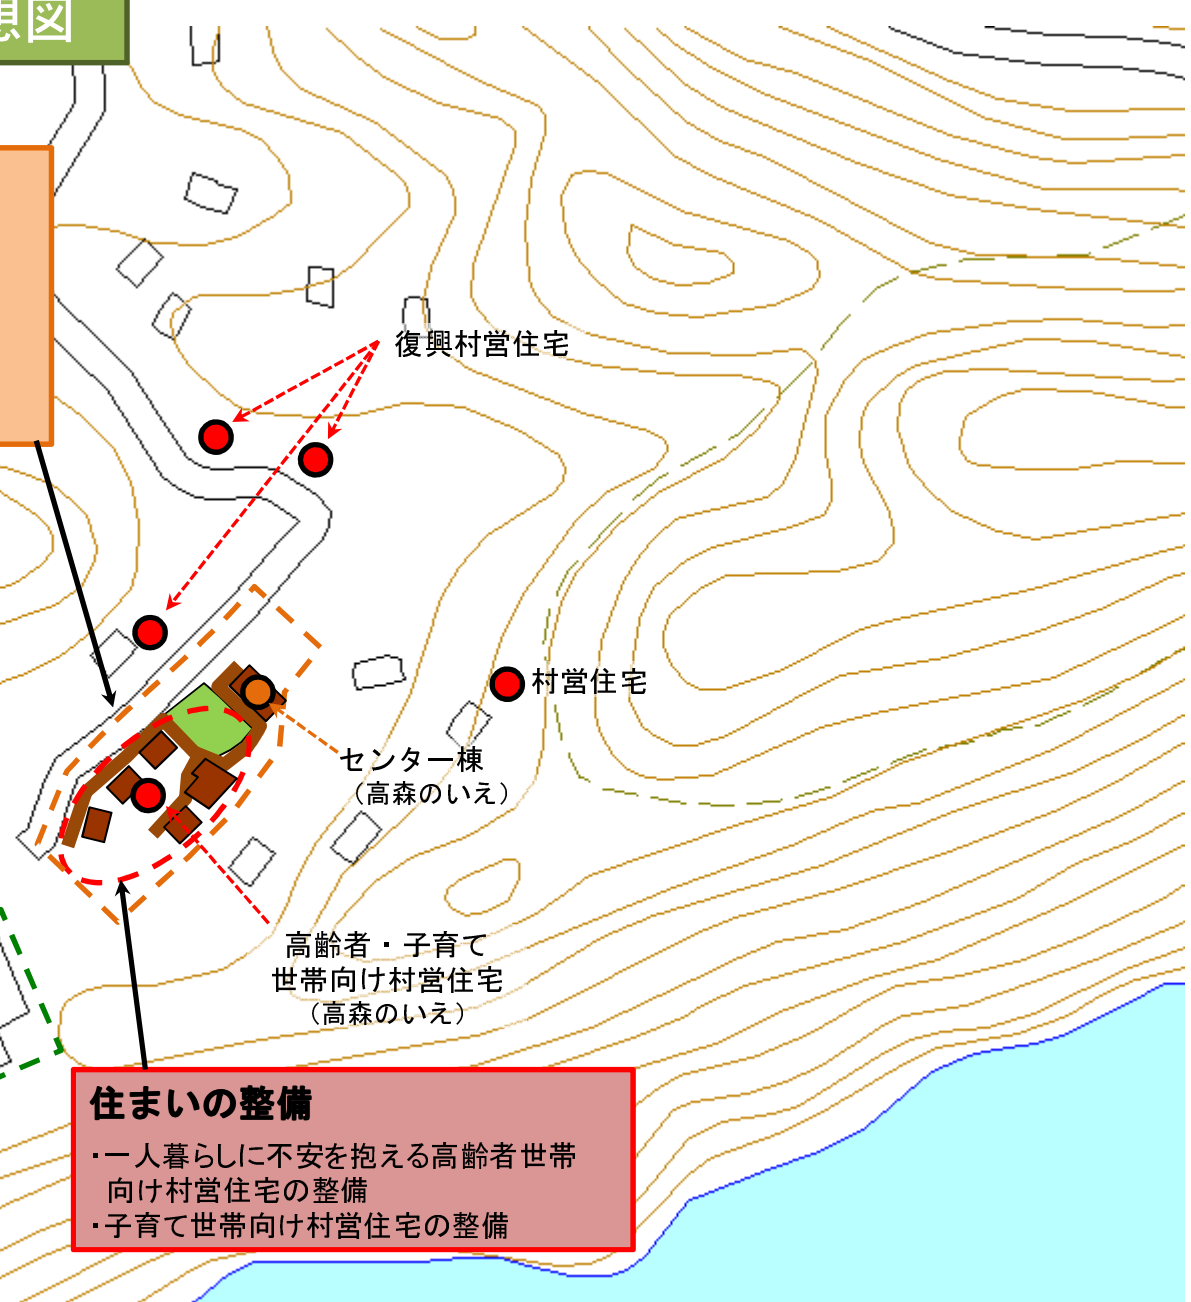 想図
復興村営住宅
村営住宅
センター棟
（高森のいえ）
高齢者・子育て
世帯向け村営住宅
（高森のいえ）
住まいの整備
・一人暮らしに不安を抱える高齢者世帯
向け村営住宅の整備
・子育て世帯向け村営住宅の整備